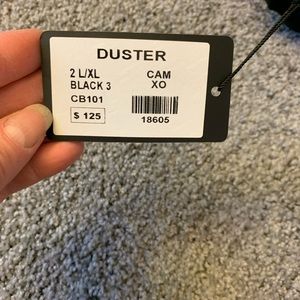 DUSTER
2 L/XL CAM
BLACK 3 XO
CB101
$ 125 18605